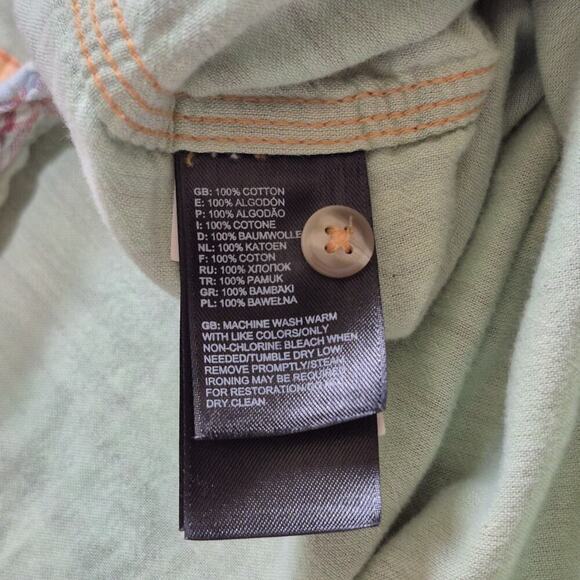 GB: 100% COTTON
E: 100% ALGODÓN
P: 100% ALGODÃO
I: 100% COTONE
D: 100% BAUMWOLLE
NL: 100% KATOEN
F: 100% COTON
RU: 100% ХЛОПОК
TR: 100% PAMUK
GR: 100% BAMBAKI
PL: 100% BAWEŁNA
GB: MACHINE WASH WARM
WITH LIKE COLORS/ONLY
NON-CHLORINE BLEACH WHEN
NEEDED/TUMBLE DRY LOW-
REMOVE PROMPTLY/STEAM
IRONING MAY BE REQUIRED
FOR RESTORATION/DO NOT
DRY CLEAN